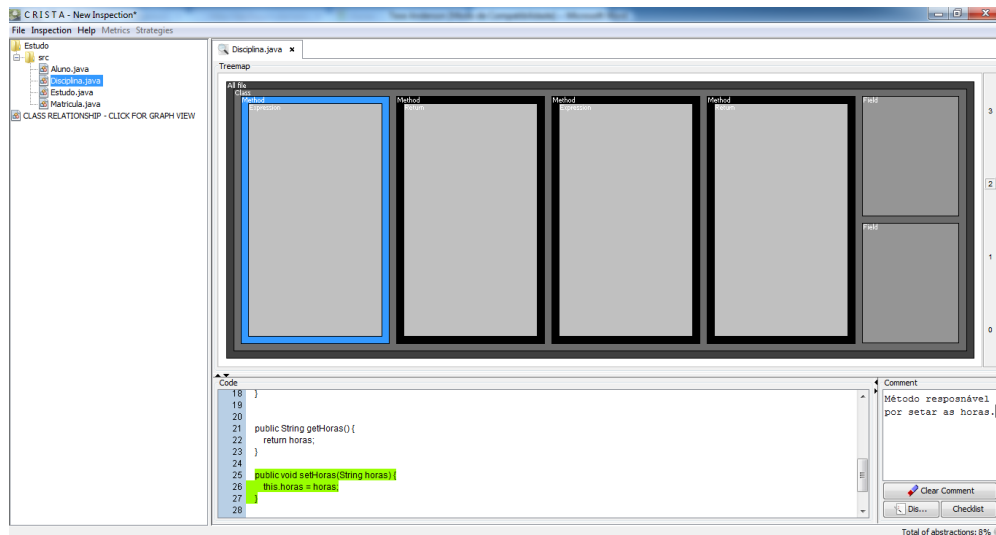 C R I S T A - New Inspection*
File Inspection Help Metrics Strategies
Estudo
src
Aluno.java
Disciplina.java
Estudo.java
Matricula.java
CLASS RELATIONSHIP - CLICK FOR GRAPH VIEW
Disciplina.java
Treemap
All file
Class
Method
Expression
Method
Return
Method
Expression
Method
Return
Field
Field
3
2
1
0
Code
18 }
19
20
21 public String getHoras() {
22 return horas;
23 }
24
25 public void setHoras(String horas) {
26 this.horas = horas;
27 }
28
Comment
Método resposnável
por setar as horas.
Clear Comment
Dis...
Checklist
Total of abstractions: 8%